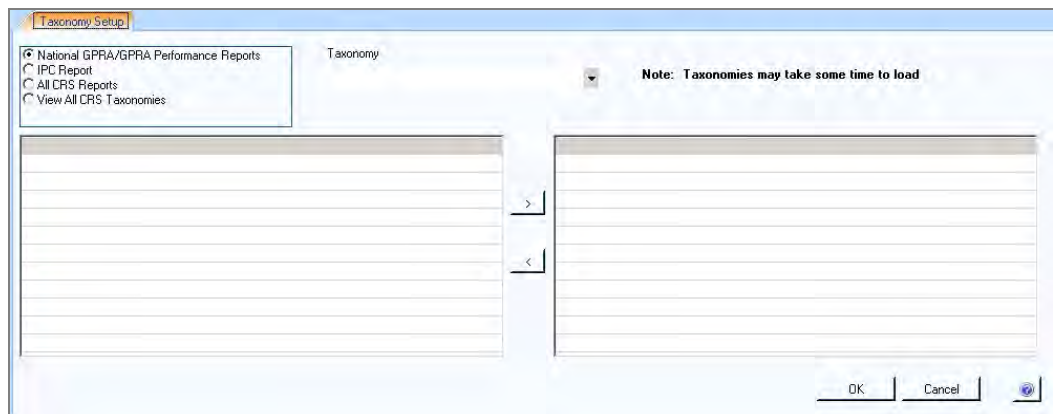 Taxonomy Setup
National GPRA/GPRA Performance Reports
IPC Report
All CRS Reports
View All CRS Taxonomies
Taxonomy
Note: Taxonomies may take some time to load
>
<
OK
Cancel
?